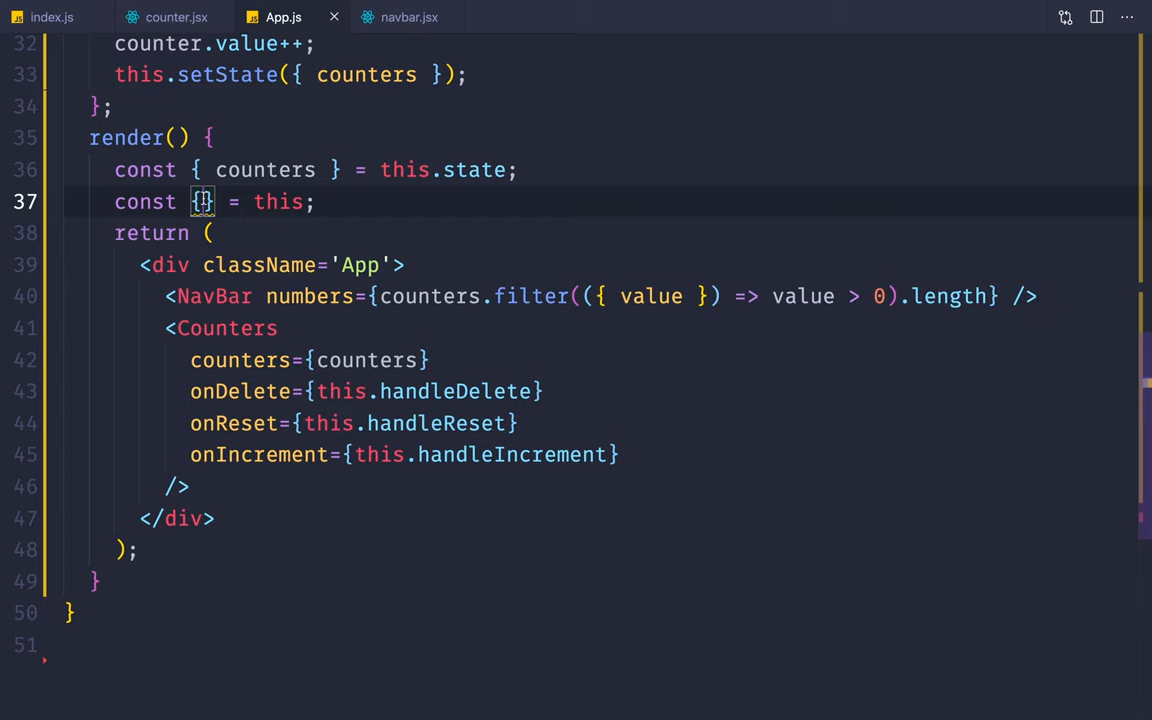 JS index.js counter.jsx JS App.js × navbar.jsx ···
32 counter.value++;
33 this.setState({ counters });
34 };
35 render() {
36 const { counters } = this.state;
37 const {} = this;
38 return (
39 <div className='App'>
40 <NavBar numbers={counters.filter(({ value }) => value > 0).length} />
41 <Counters
42 counters={counters}
43 onDelete={this.handleDelete}
44 onReset={this.handleReset}
45 onIncrement={this.handleIncrement}
46 />
47 </div>
48 );
49 }
50 }
51